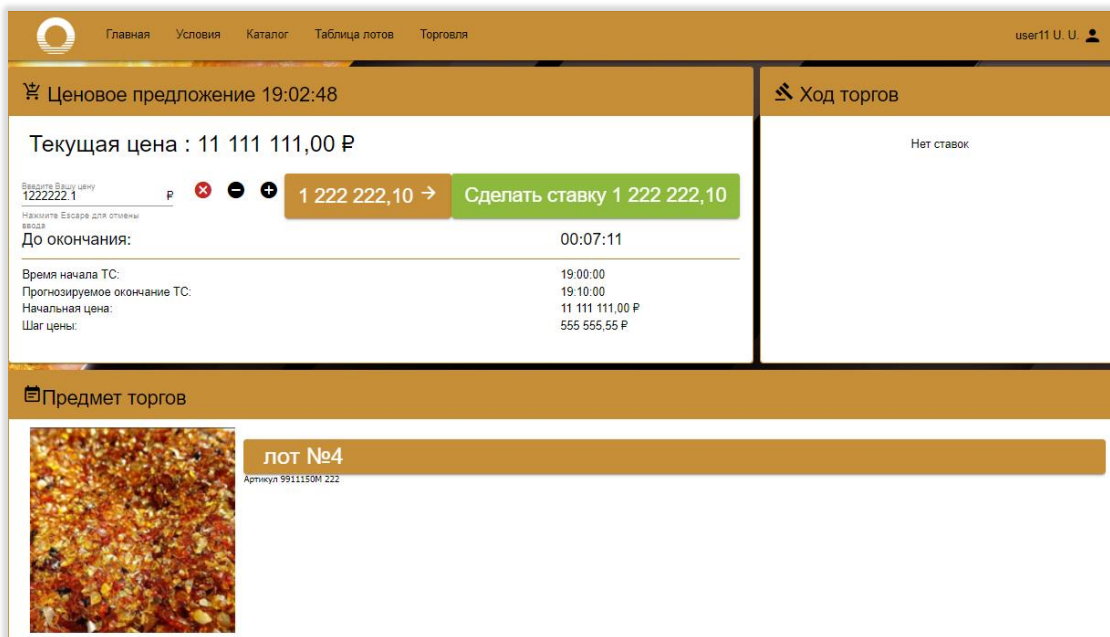 Главная Условия Каталог Таблица лотов Торговля user11 U. U.
Ценовое предложение 19:02:48
Ход торгов
Текущая цена : 11 111 111,00 ₽
Нет ставок
Введите Вашу цену
1222222.1 ₽
1 222 222,10 →
Сделать ставку 1 222 222,10
Нажмите Escape для отмены
ввода
До окончания: 00:07:11
Время начала ТС: 19:00:00
Прогнозируемое окончание ТС: 19:10:00
Начальная цена: 11 111 111,00 ₽
Шаг цены: 555 555,55 ₽
Предмет торгов
лот №4
Артикул 9911150М 222